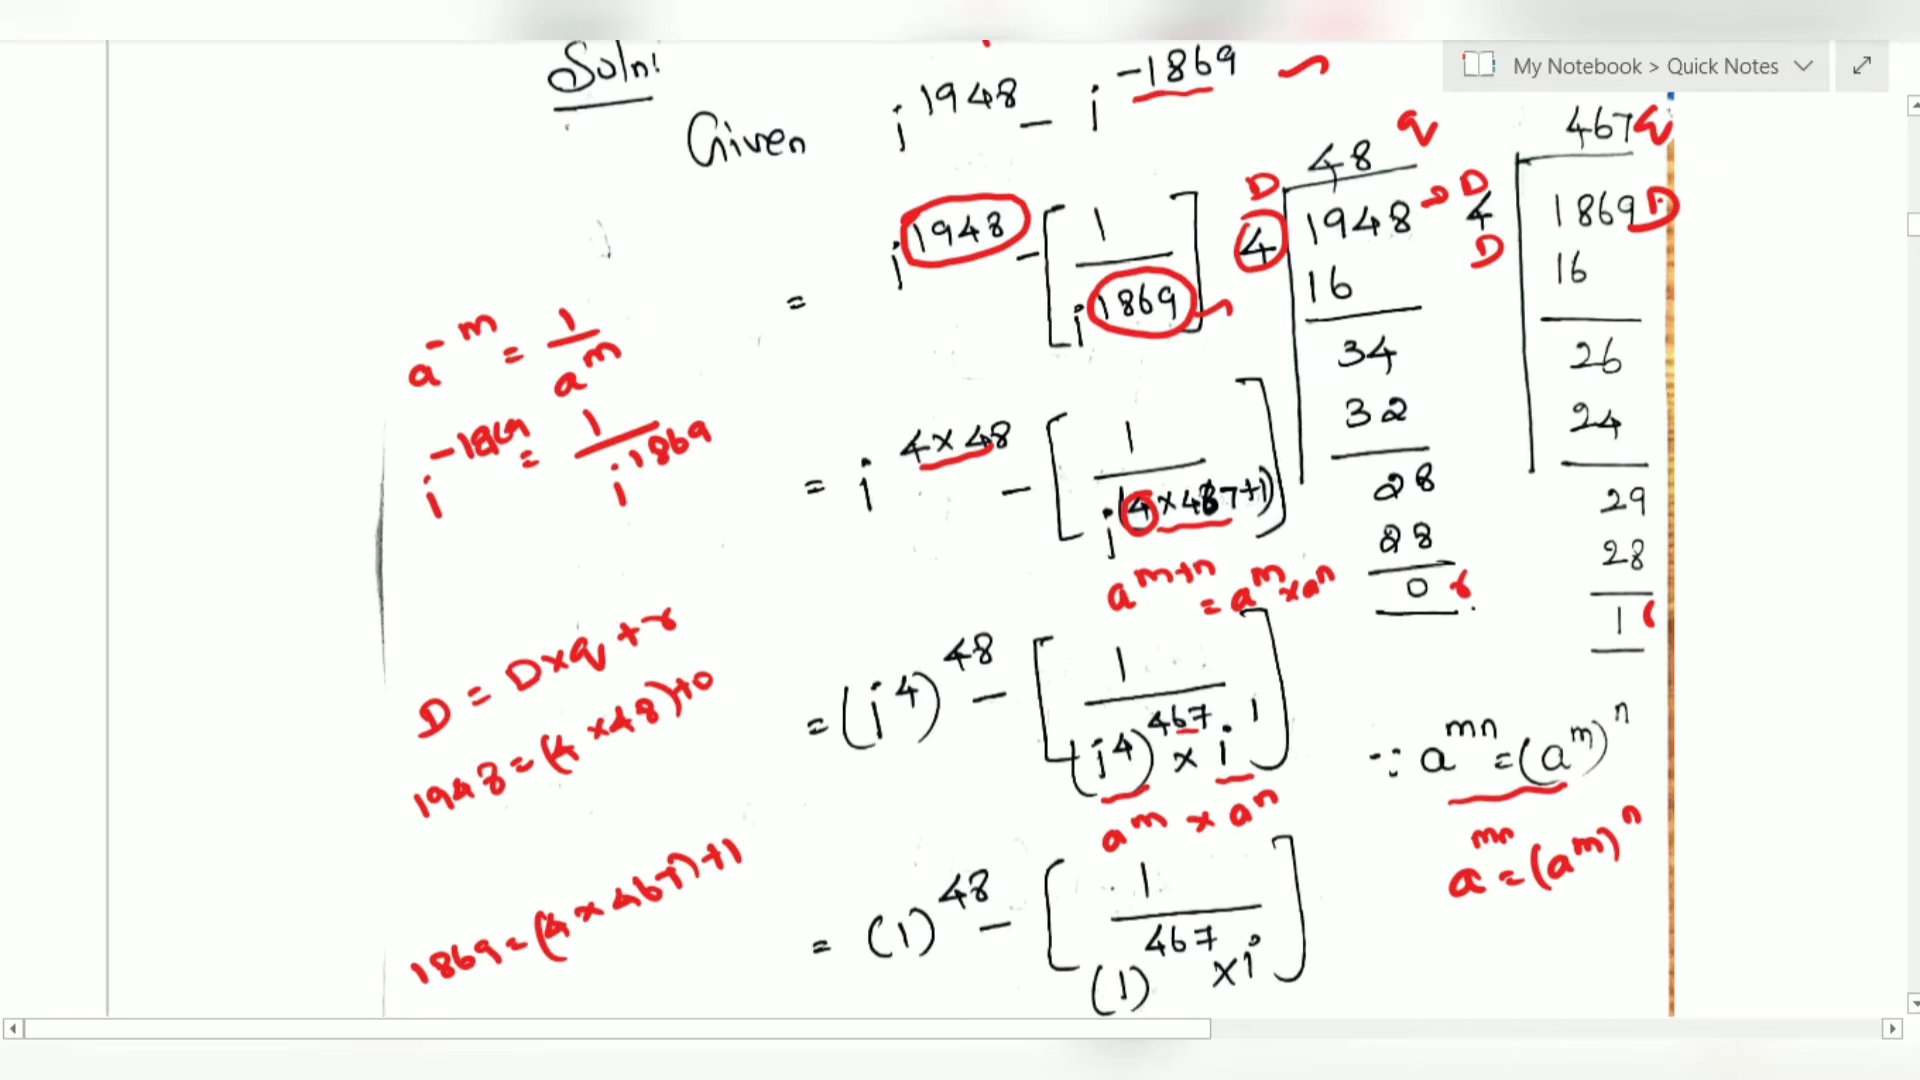 Soln!
My Notebook > Quick Notes
Given i^1948 - i^-1869
= i^1948 - [1 / i^1869]
a^-m = 1 / a^m
i^-1869 = 1 / i^1869
= i^4×48 - [1 / i^(4×467+1)]
a^m+n = a^m × a^n
= (i^4)^48 - [1 / (i^4)^467 × i^1]
a^m × a^n
= (1)^48 - [1 / (1)^467 × i]
D = D×q + r
1948 = (4×48)+0
1869 = (4×467)+1
48 q
D 4 1948 D
16
34
32
28
28
0 r
467 q
4 D 1869 D
16
26
24
29
28
1 r
∵ a^mn = (a^m)^n
a^mn = (a^m)^n